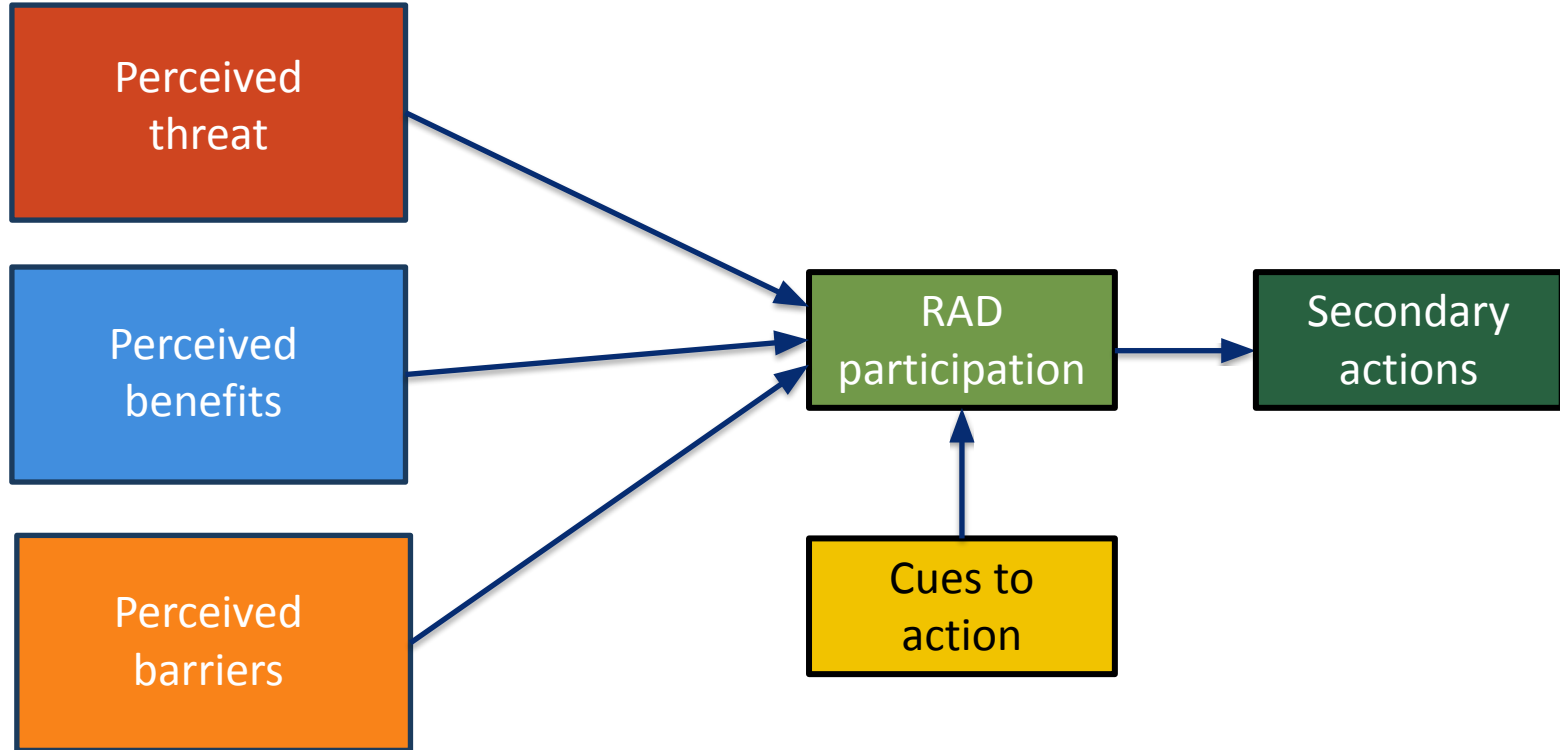 Perceived
threat
Perceived
benefits
Perceived
barriers
RAD
participation
Cues to
action
Secondary
actions